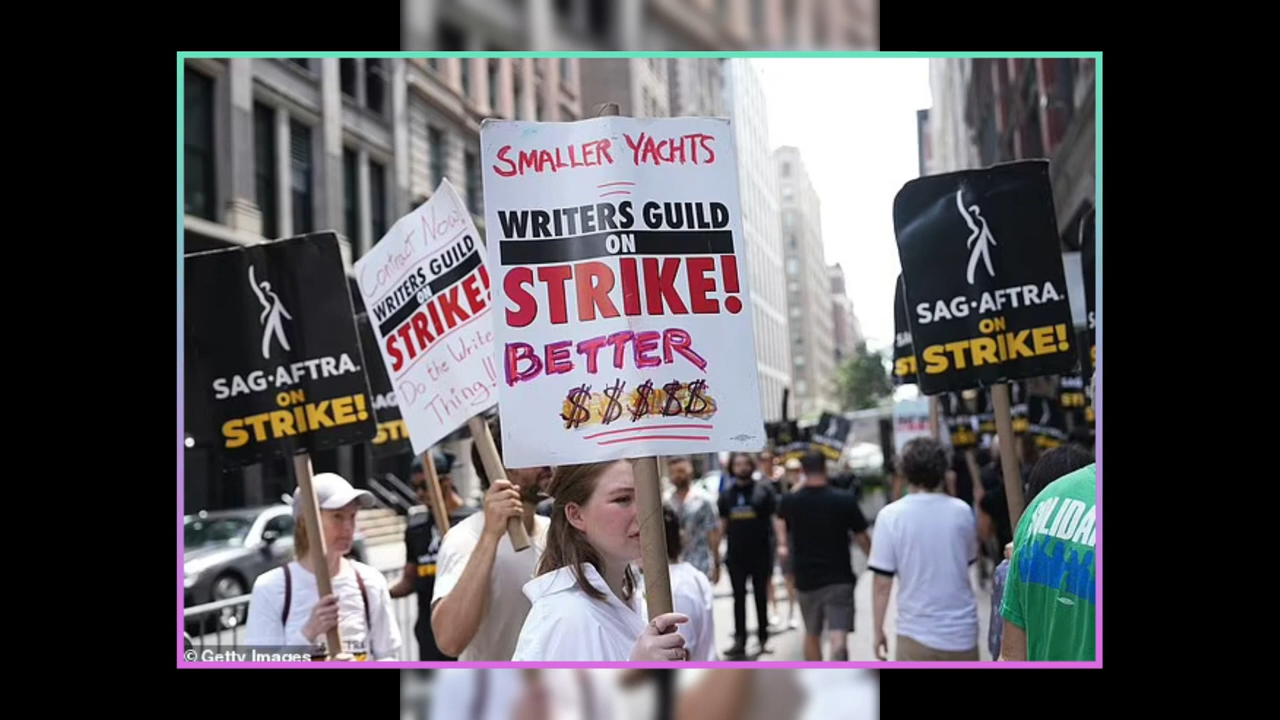 SMALLER YACHTS
WRITERS GUILD
ON
STRIKE!
BETTER
$ $ $ $ $
Contract Now!
WRITERS GUILD
ON
STRIKE!
Do the Write
Thing!!
SAG·AFTRA.
ON
STRIKE!
SAG·AFTRA.
ON
STRIKE!
© Getty Images